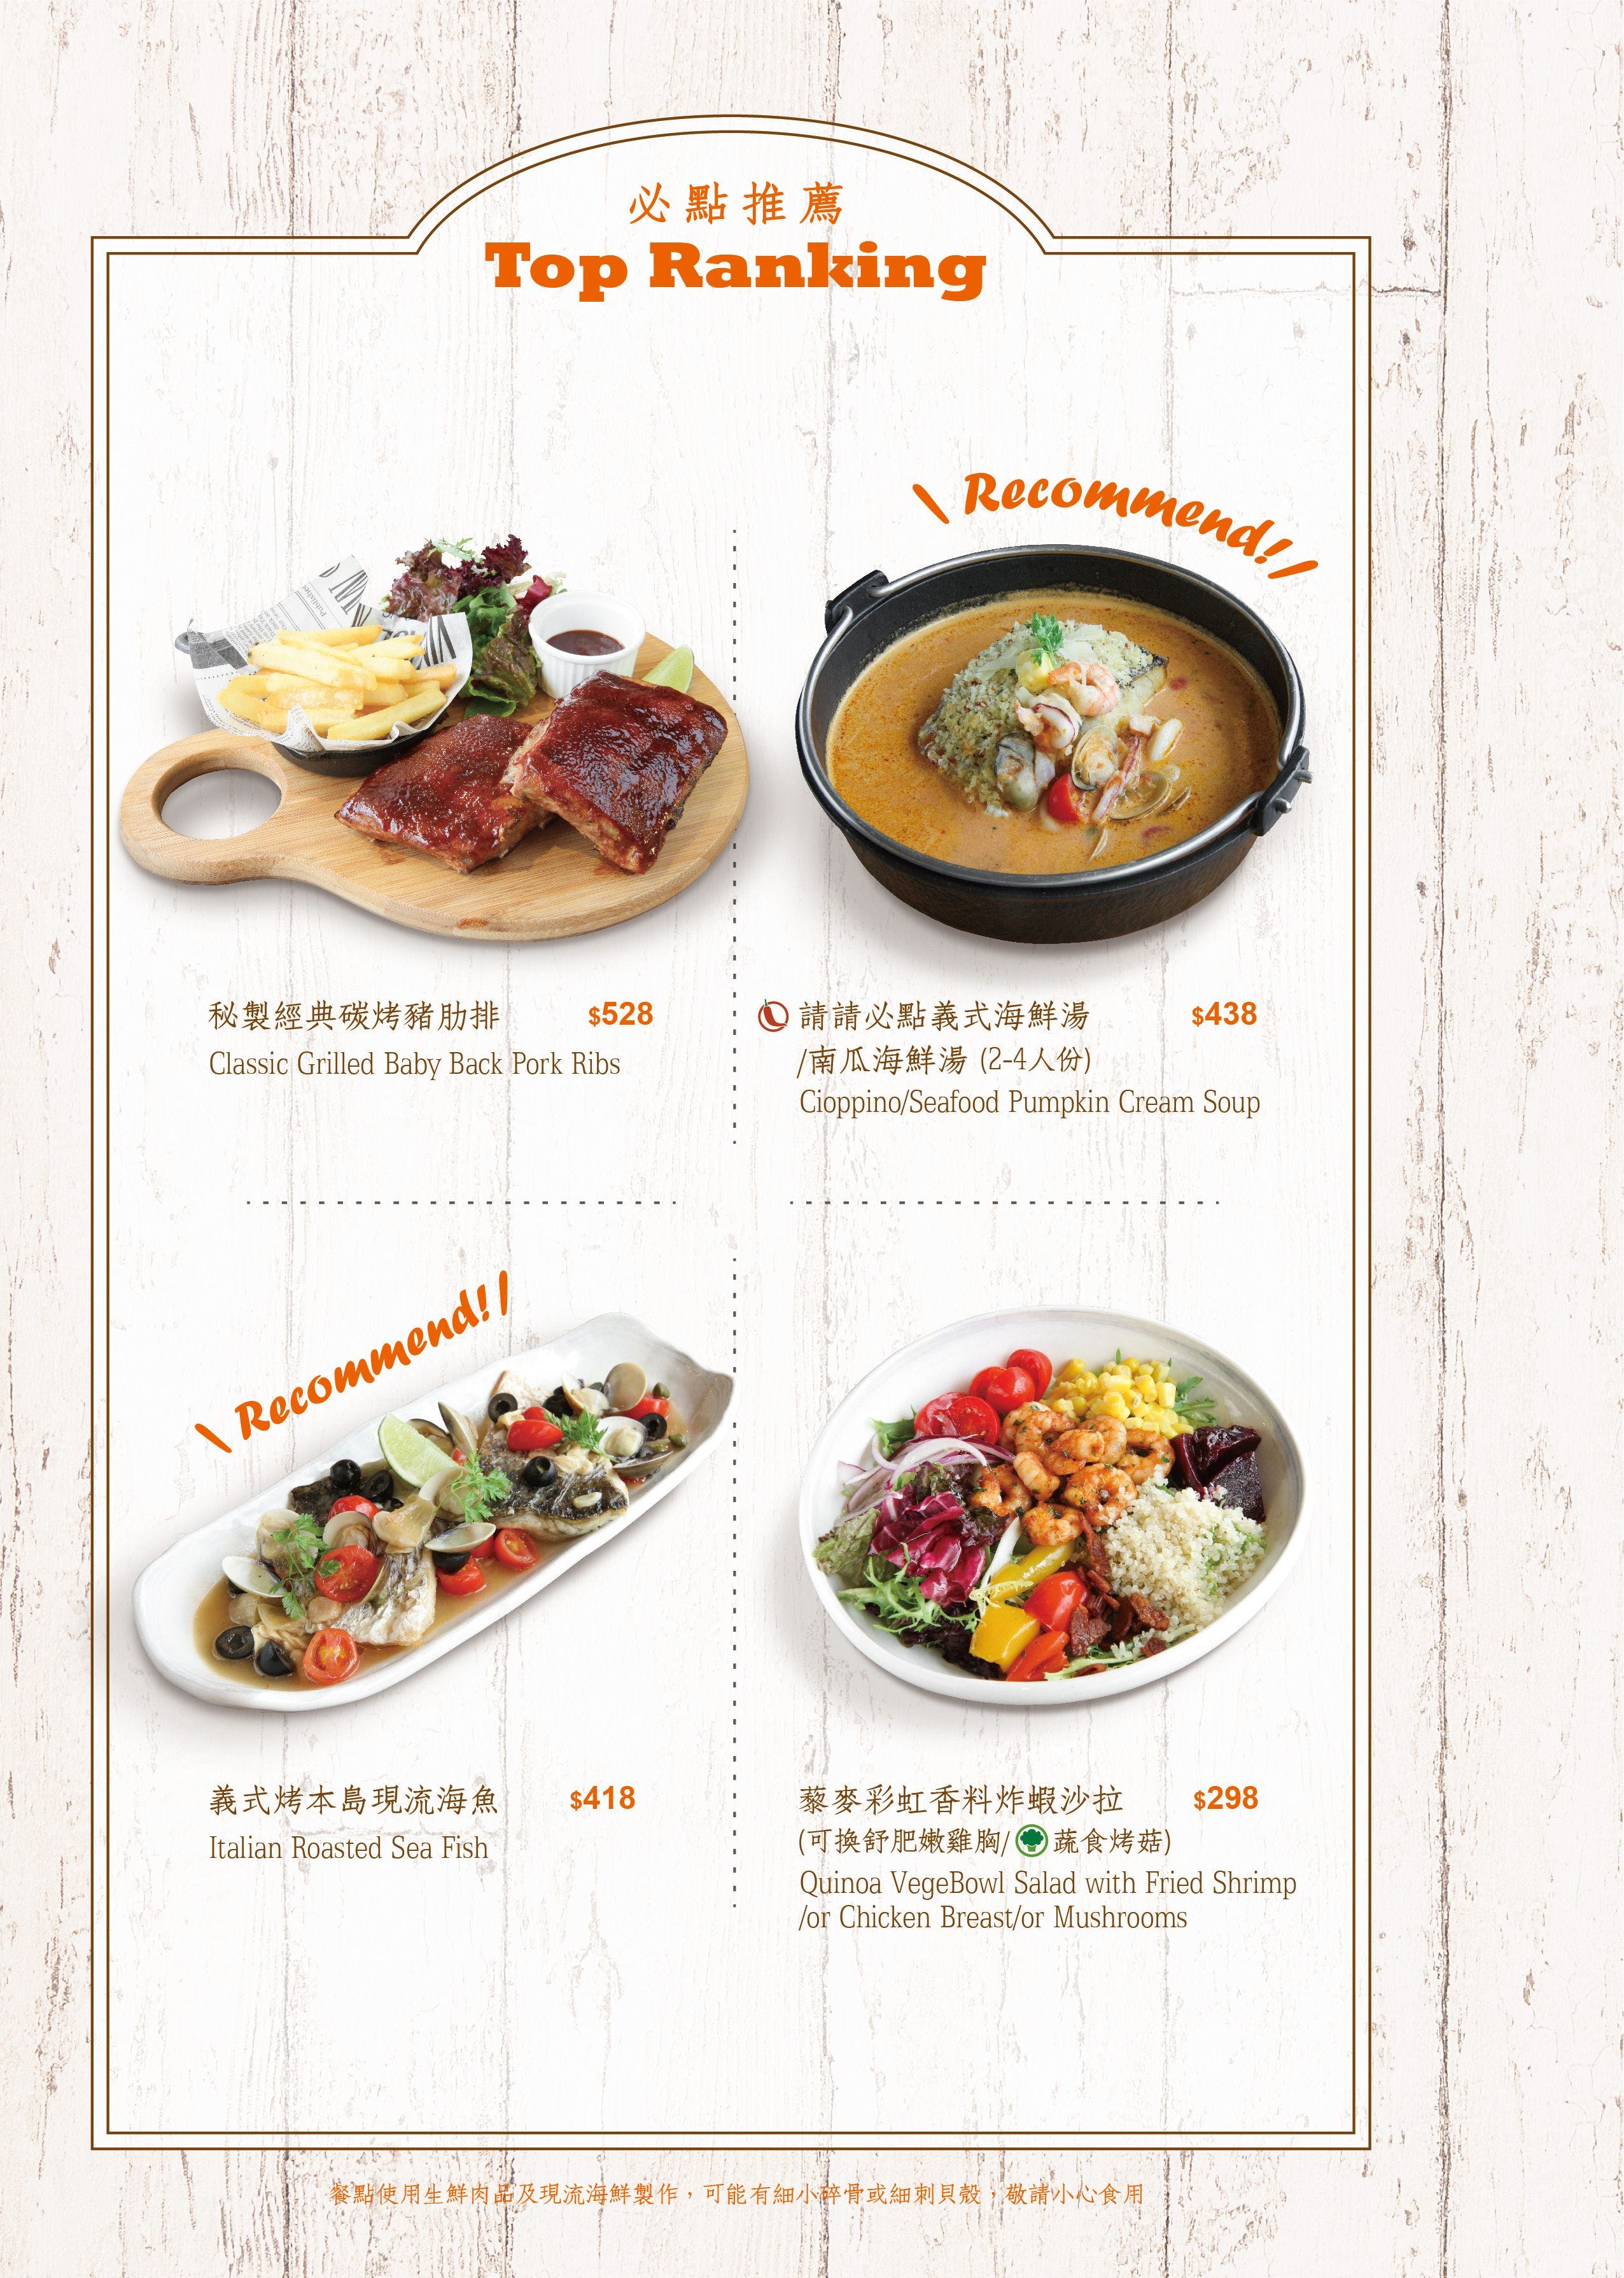 必點推薦
Top Ranking
Recommend!
秘製經典碳烤豬肋排 $528
Classic Grilled Baby Back Pork Ribs
請請必點義式海鮮湯 $438
/南瓜海鮮湯 (2-4人份)
Cioppino/Seafood Pumpkin Cream Soup
Recommend!
義式烤本島現流海魚 $418
Italian Roasted Sea Fish
藜麥彩虹香料炸蝦沙拉 $298
(可換舒肥嫩雞胸/蔬食烤菇)
Quinoa VegeBowl Salad with Fried Shrimp
/or Chicken Breast/or Mushrooms
餐點使用生鮮肉品及現流海鮮製作，可能有細小碎骨或細刺貝殼，敬請小心食用